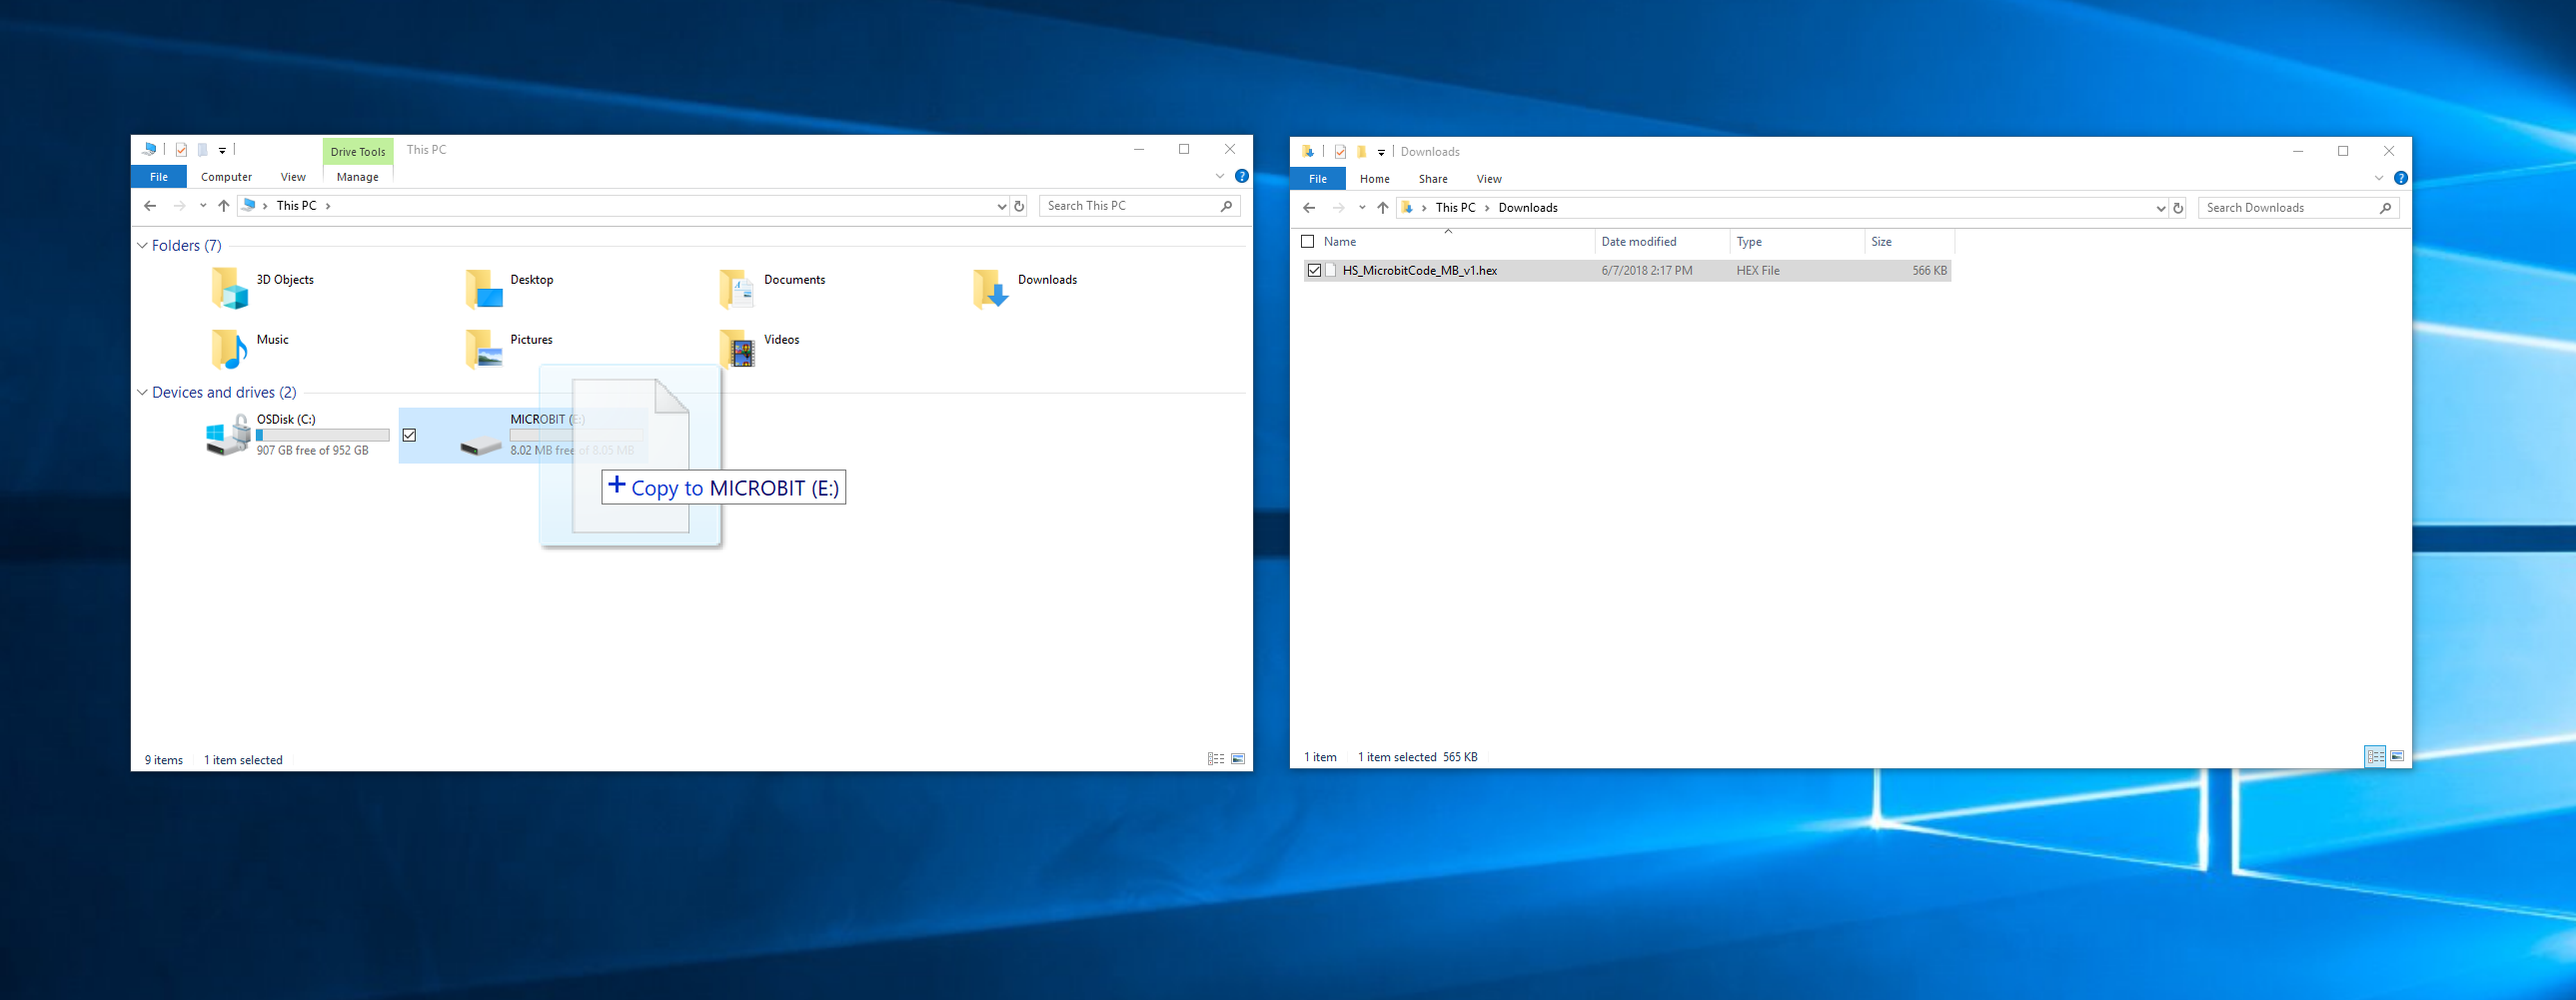 Drive Tools This PC
File Computer View Manage
This PC Search This PC
Folders (7)
3D Objects Desktop Documents Downloads
Music Pictures Videos
Devices and drives (2)
OSDisk (C:) MICROBIT (E:)
907 GB free of 952 GB 8.02 MB free of 8.05 MB
+ Copy to MICROBIT (E:)
9 items 1 item selected
Downloads
File Home Share View
This PC Downloads Search Downloads
Name Date modified Type Size
HS_MicrobitCode_MB_v1.hex 6/7/2018 2:17 PM HEX File 566 KB
1 item 1 item selected 565 KB